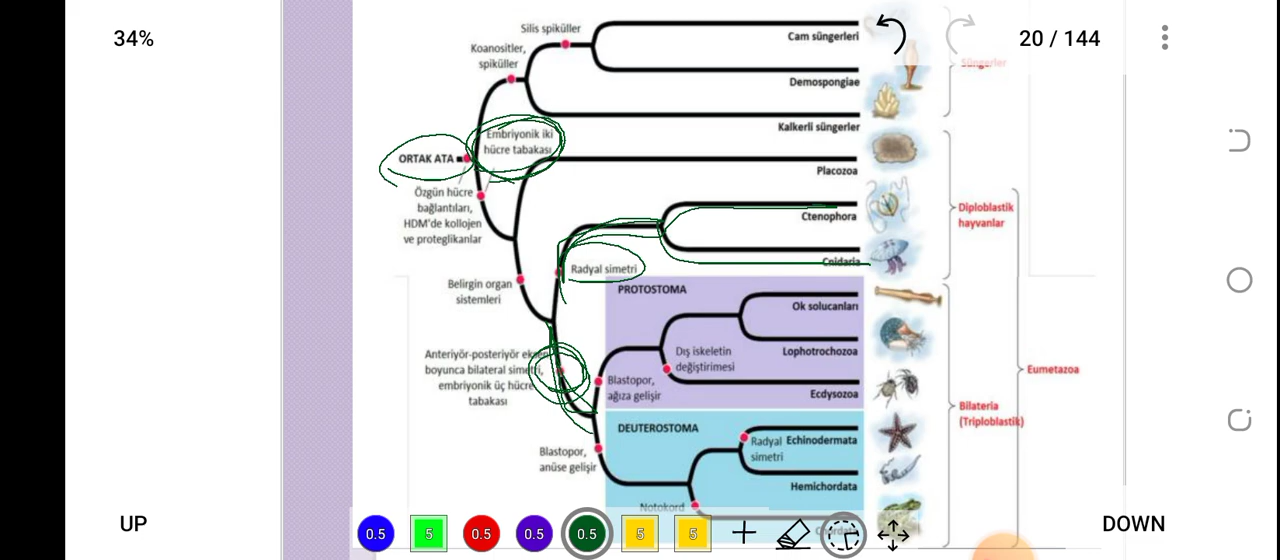 34%
20 / 144
Silis spiküller
Cam süngerleri
Süngerler
Koanositler,
spiküller
Demospongiae
Kalkerli süngerler
Embriyonik iki
hücre tabakası
ORTAK ATA
Placozoa
Özgün hücre
bağlantıları,
HDM'de kollojen
ve proteglikanlar
Ctenophora
Diploblastik
hayvanlar
Cnidaria
Radyal simetri
Belirgin organ
sistemleri
PROTOSTOMA
Ok solucanları
Anteriyör-posteriyör eksen
boyunca bilateral simetri,
embriyonik üç hücre
tabakası
Dış iskeletin
değiştirimesi
Lophotrochozoa
Blastopor,
ağıza gelişir
Ecdysozoa
Eumetazoa
Bilateria
(Triploblastik)
DEUTEROSTOMA
Radyal
simetri
Echinodermata
Blastopor,
anüse gelişir
Hemichordata
Notokord
Chordata
UP
0.5
5
0.5
0.5
0.5
5
5
DOWN